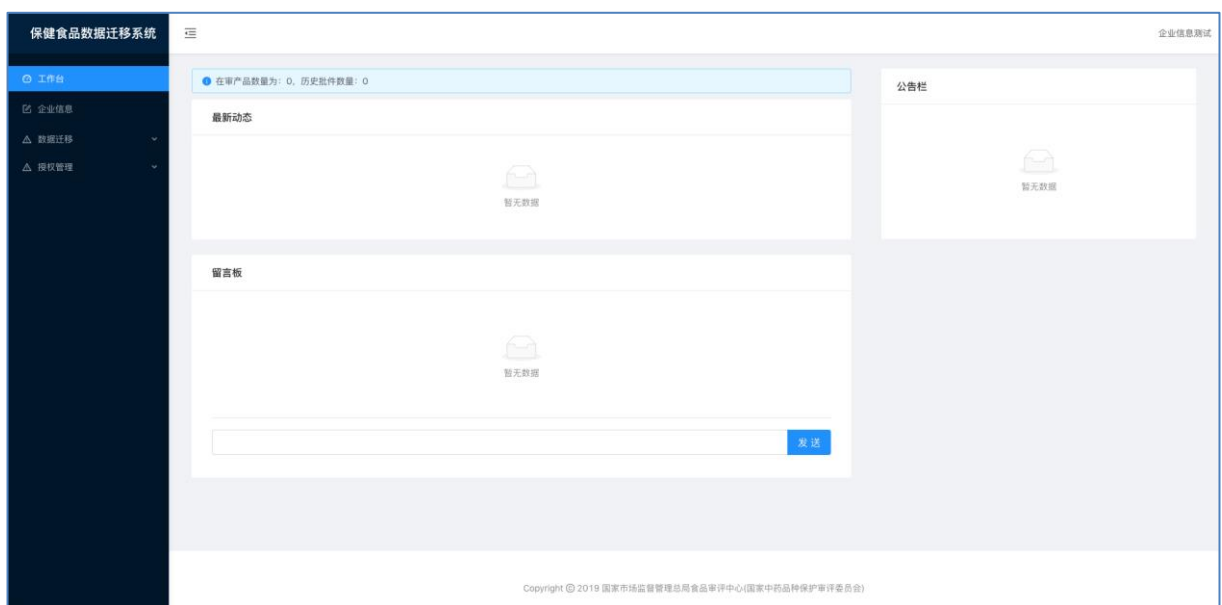 保健食品数据迁移系统
企业信息测试
工作台
企业信息
数据迁移
授权管理
在审产品数量为：0，历史批件数量：0
最新动态
暂无数据
公告栏
暂无数据
留言板
暂无数据
发 送
Copyright © 2019 国家市场监督管理总局食品审评中心(国家中药品种保护审评委员会)